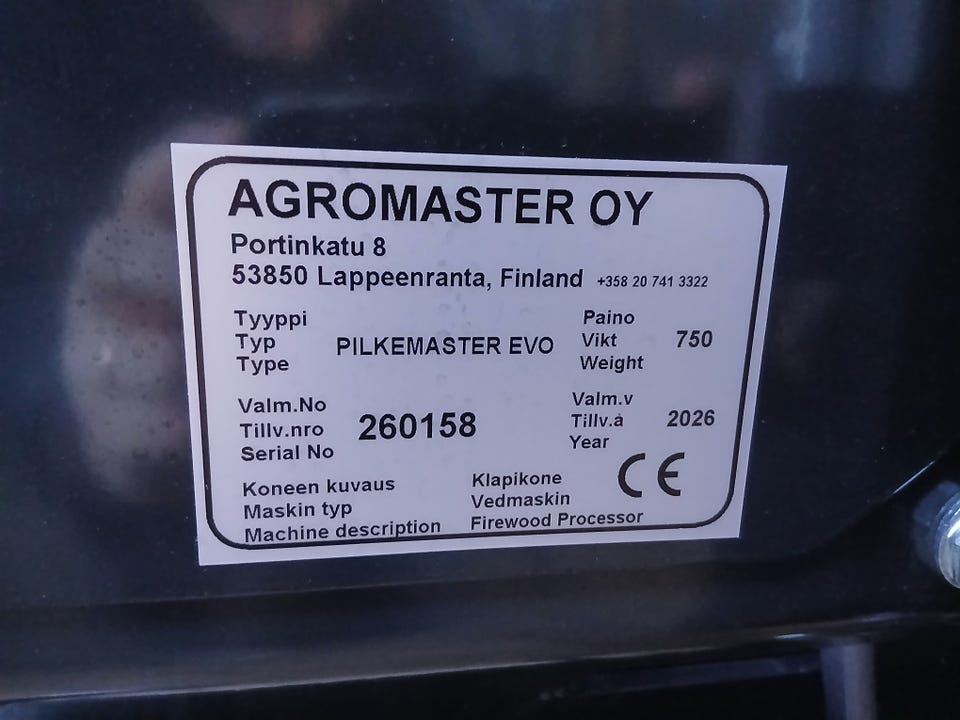 AGROMASTER OY
Portinkatu 8
53850 Lappeenranta, Finland +358 20 741 3322
Tyyppi
Typ
Type
PILKEMASTER EVO
Paino
Vikt
Weight
750
Valm.No
Tillv.nro
Serial No
260158
Valm.v
Tillv.å
Year
2026
Koneen kuvaus
Maskin typ
Machine description
Klapikone
Vedmaskin
Firewood Processor
CE